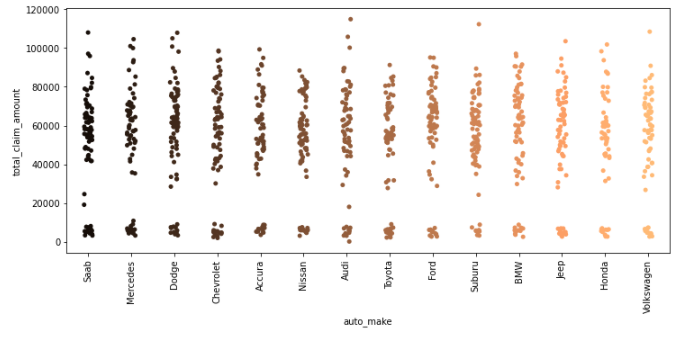 120000
100000
80000
60000
40000
20000
0
total_claim_amount
Saab
Mercedes
Dodge
Chevrolet
Accura
Nissan
Audi
Toyota
Ford
Suburu
BMW
Jeep
Honda
Volkswagen
auto_make